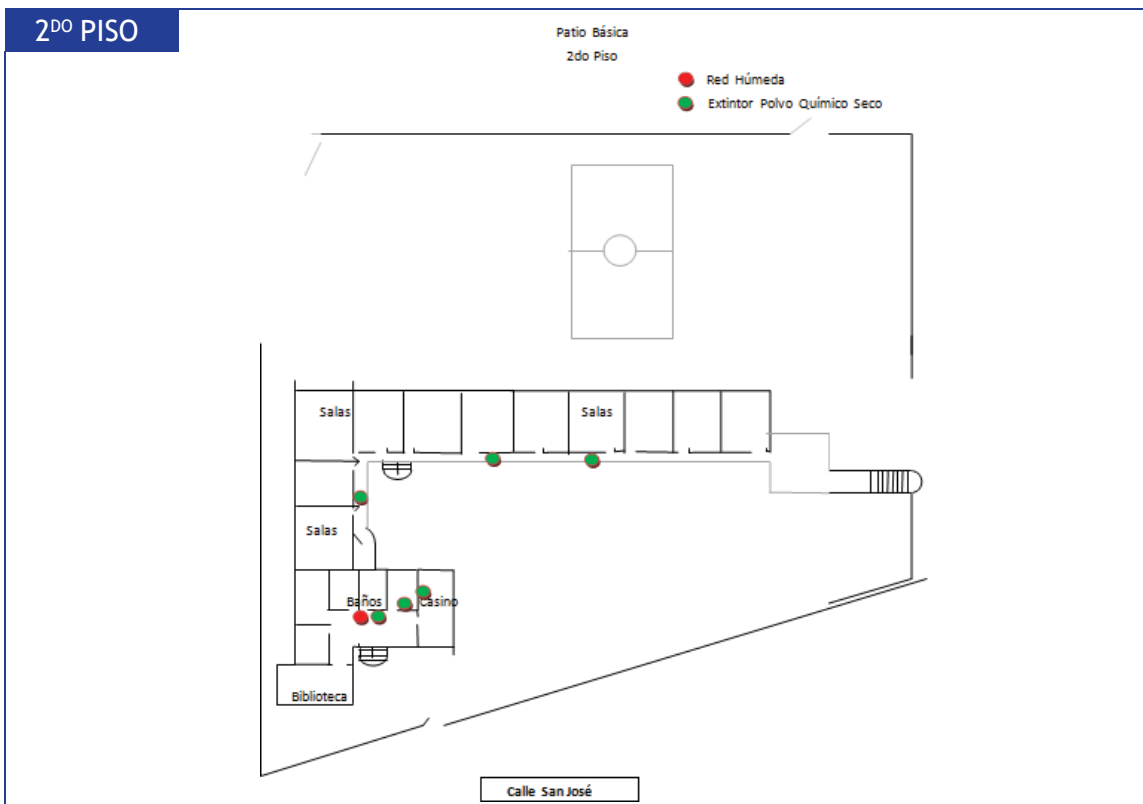 2DO PISO
Patio Básica
2do Piso
Red Húmeda
Extintor Polvo Químico Seco
Salas
Salas
Salas
Baños
Casino
Biblioteca
Calle San José